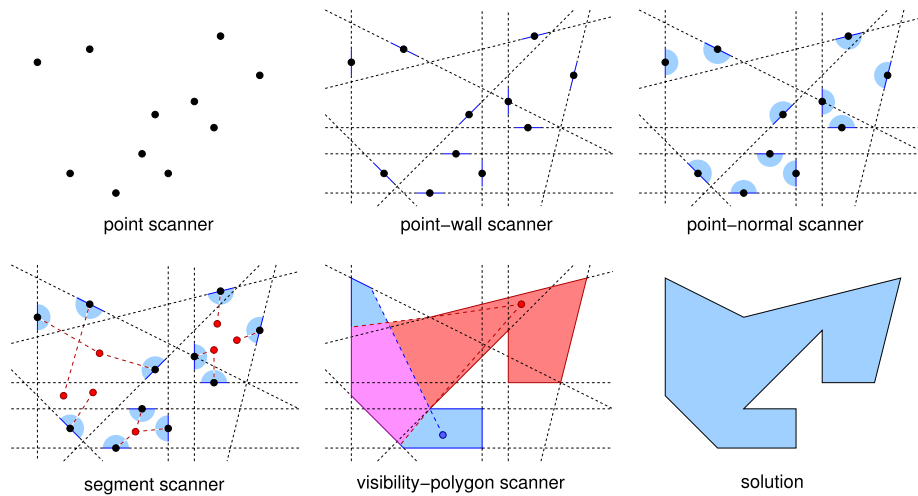 point scanner
point−wall scanner
point−normal scanner
segment scanner
visibility−polygon scanner
solution